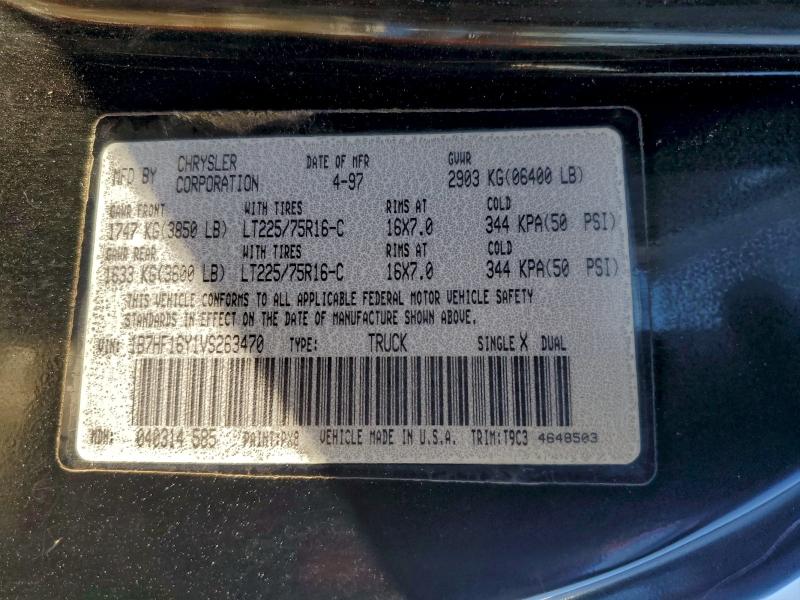 MFD BY CHRYSLER CORPORATION DATE OF MFR 4-97 GVWR 2903 KG(06400 LB)
GAWR FRONT WITH TIRES RIMS AT COLD
1747 KG(3850 LB) LT225/75R16-C 16X7.0 344 KPA(50 PSI)
GAWR REAR WITH TIRES RIMS AT COLD
1633 KG(3600 LB) LT225/75R16-C 16X7.0 344 KPA(50 PSI)
THIS VEHICLE CONFORMS TO ALL APPLICABLE FEDERAL MOTOR VEHICLE SAFETY
STANDARDS IN EFFECT ON THE DATE OF MANUFACTURE SHOWN ABOVE.
VIN: 1B7HF16Y1VS263470 TYPE: TRUCK SINGLE X DUAL
MDH: 040314 585 PAINT:PX8 VEHICLE MADE IN U.S.A. TRIM:T9C3 4648503